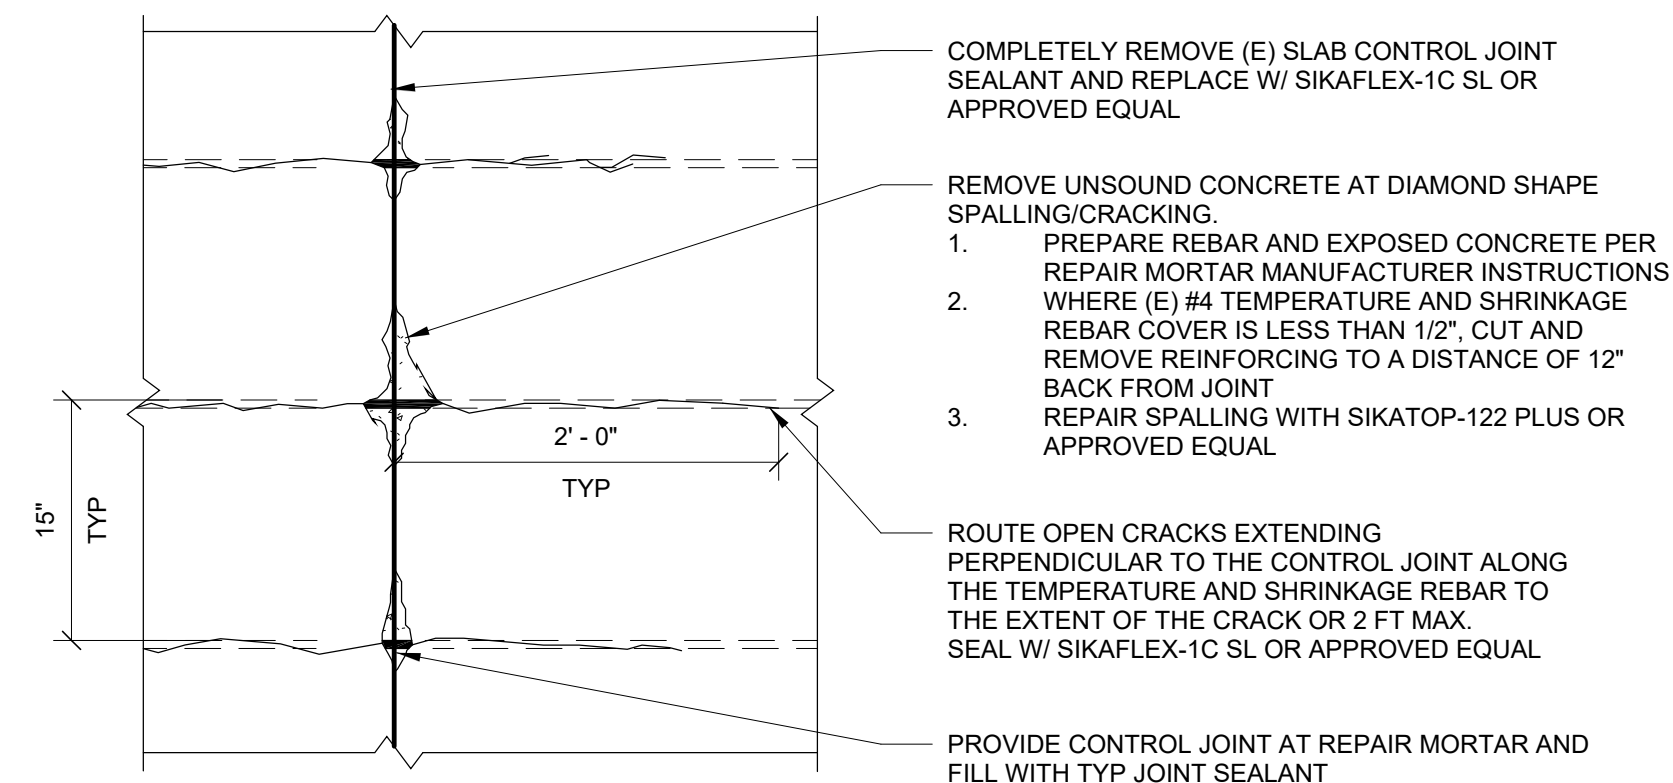 COMPLETELY REMOVE (E) SLAB CONTROL JOINT
SEALANT AND REPLACE W/ SIKAFLEX-1C SL OR
APPROVED EQUAL
REMOVE UNSOUND CONCRETE AT DIAMOND SHAPE
SPALLING/CRACKING.
1. PREPARE REBAR AND EXPOSED CONCRETE PER
REPAIR MORTAR MANUFACTURER INSTRUCTIONS
2. WHERE (E) #4 TEMPERATURE AND SHRINKAGE
REBAR COVER IS LESS THAN 1/2", CUT AND
REMOVE REINFORCING TO A DISTANCE OF 12"
BACK FROM JOINT
3. REPAIR SPALLING WITH SIKATOP-122 PLUS OR
APPROVED EQUAL
2' - 0"
TYP
15"
TYP
ROUTE OPEN CRACKS EXTENDING
PERPENDICULAR TO THE CONTROL JOINT ALONG
THE TEMPERATURE AND SHRINKAGE REBAR TO
THE EXTENT OF THE CRACK OR 2 FT MAX.
SEAL W/ SIKAFLEX-1C SL OR APPROVED EQUAL
PROVIDE CONTROL JOINT AT REPAIR MORTAR AND
FILL WITH TYP JOINT SEALANT